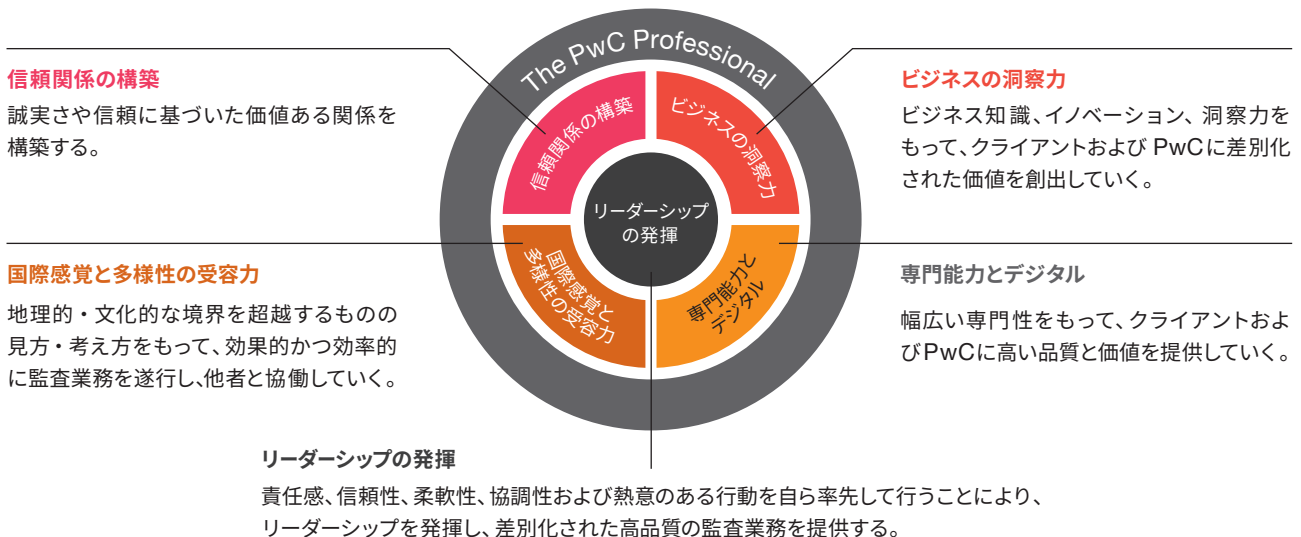 The PwC Professional
信頼関係の構築
ビジネスの洞察力
国際感覚と
多様性の受容力
専門能力と
デジタル
リーダーシップ
の発揮
信頼関係の構築
誠実さや信頼に基づいた価値ある関係を
構築する。
ビジネスの洞察力
ビジネス知識、イノベーション、洞察力を
もって、クライアントおよび PwCに差別化
された価値を創出していく。
国際感覚と多様性の受容力
地理的・文化的な境界を超越するものの
見方・考え方をもって、効果的かつ効率的
に監査業務を遂行し、他者と協働していく。
専門能力とデジタル
幅広い専門性をもって、クライアントおよ
びPwCに高い品質と価値を提供していく。
リーダーシップの発揮
責任感、信頼性、柔軟性、協調性および熱意のある行動を自ら率先して行うことにより、
リーダーシップを発揮し、差別化された高品質の監査業務を提供する。